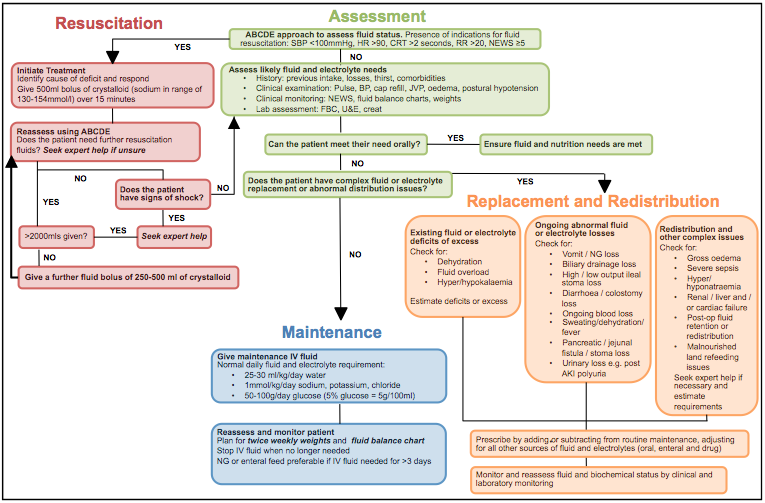 Resuscitation
Assessment
ABCDE approach to assess fluid status. Presence of indications for fluid
resuscitation: SBP <100mmHg, HR >90, CRT >2 seconds, RR >20, NEWS ≥5
YES
NO
Initiate Treatment
Identify cause of deficit and respond
Give 500ml bolus of crystalloid (sodium in range of
130-154mmol/l) over 15 minutes
Assess likely fluid and electrolyte needs
• History: previous intake, losses, thirst, comorbidities
• Clinical examination: Pulse, BP, cap refill, JVP, oedema, postural hypotension
• Clinical monitoring: NEWS, fluid balance charts, weights
• Lab assessment: FBC, U&E, creat
Reassess using ABCDE
Does the patient need further resuscitation
fluids? Seek expert help if unsure
Can the patient meet their need orally?
YES
Ensure fluid and nutrition needs are met
NO
NO
Does the patient
have signs of shock?
NO
Does the patient have complex fluid or electrolyte
replacement or abnormal distribution issues?
YES
YES
YES
>2000mls given?
YES
Seek expert help
NO
Give a further fluid bolus of 250-500 ml of crystalloid
NO
Replacement and Redistribution
Existing fluid or electrolyte
deficits of excess
Check for:
• Dehydration
• Fluid overload
• Hyper/hypokalaemia
Estimate deficits or excess
Ongoing abnormal fluid
or electrolyte losses
Check for:
• Vomit / NG loss
• Biliary drainage loss
• High / low output ileal
stoma loss
• Diarrhoea / colostomy
loss
• Ongoing blood loss
• Sweating/dehydration/
fever
• Pancreatic / jejunal
fistula / stoma loss
• Urinary loss e.g. post
AKI polyuria
Redistribution and
other complex issues
Check for:
• Gross oedema
• Severe sepsis
• Hyper/
hyponatraemia
• Renal / liver and /
or cardiac failure
• Post-op fluid
retention or
redistribution
• Malnourished
land refeeding
issues
Seek expert help if
necessary and
estimate
requirements
Maintenance
Give maintenance IV fluid
Normal daily fluid and electrolyte requirement:
• 25-30 ml/kg/day water
• 1mmol/kg/day sodium, potassium, chloride
• 50-100g/day glucose (5% glucose = 5g/100ml)
Reassess and monitor patient
Plan for twice weekly weights and fluid balance chart
Stop IV fluid when no longer needed
NG or enteral feed preferable if IV fluid needed for >3 days
Prescribe by adding or subtracting from routine maintenance, adjusting
for all other sources of fluid and electrolytes (oral, enteral and drug)
Monitor and reassess fluid and biochemical status by clinical and
laboratory monitoring